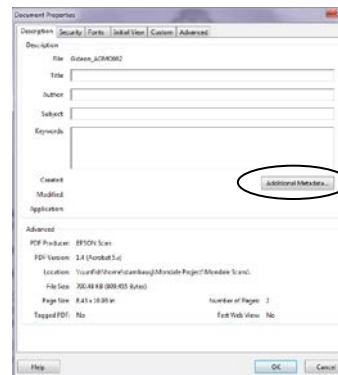 Document Properties
Description Security Fonts Initial View Custom Advanced
Description
File: Gideon_AOM0002
Title:
Author:
Subject:
Keywords:
Created:
Additional Metadata...
Modified:
Application:
Advanced
PDF Producer: EPSON Scan
PDF Version: 1.4 (Acrobat 5.x)
Location:
File Size:
Page Size: Number of Pages: 2
Tagged PDF: No Fast Web View: No
Help OK Cancel